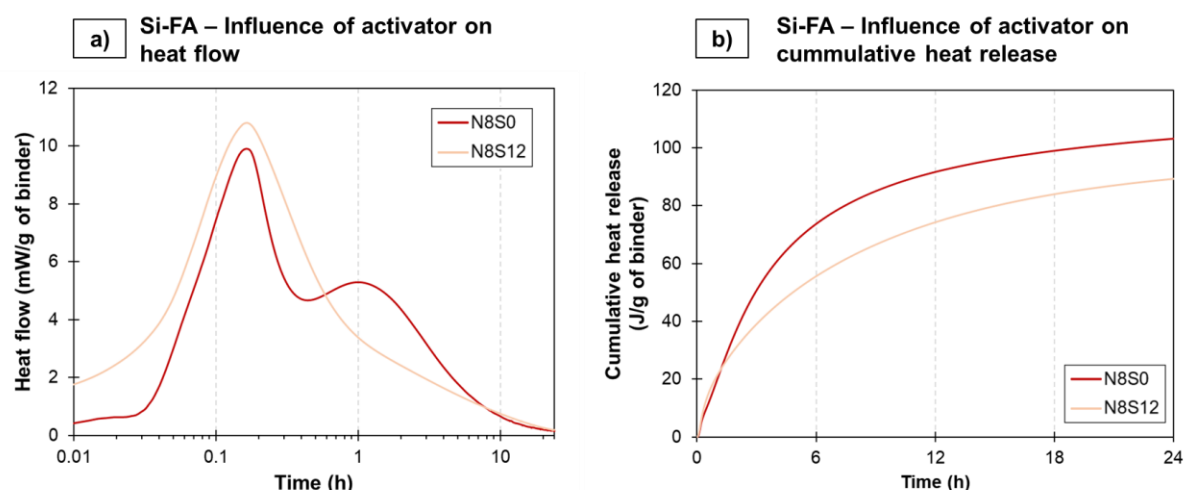 a)
Si-FA – Influence of activator on
heat flow
Heat flow (mW/g of binder)
12
10
8
6
4
2
0
N8S0
N8S12
0.01
0.1
1
10
Time (h)
b)
Si-FA – Influence of activator on
cummulative heat release
Cumulative heat release
(J/g of binder)
120
100
80
60
40
20
0
N8S0
N8S12
0
6
12
18
24
Time (h)